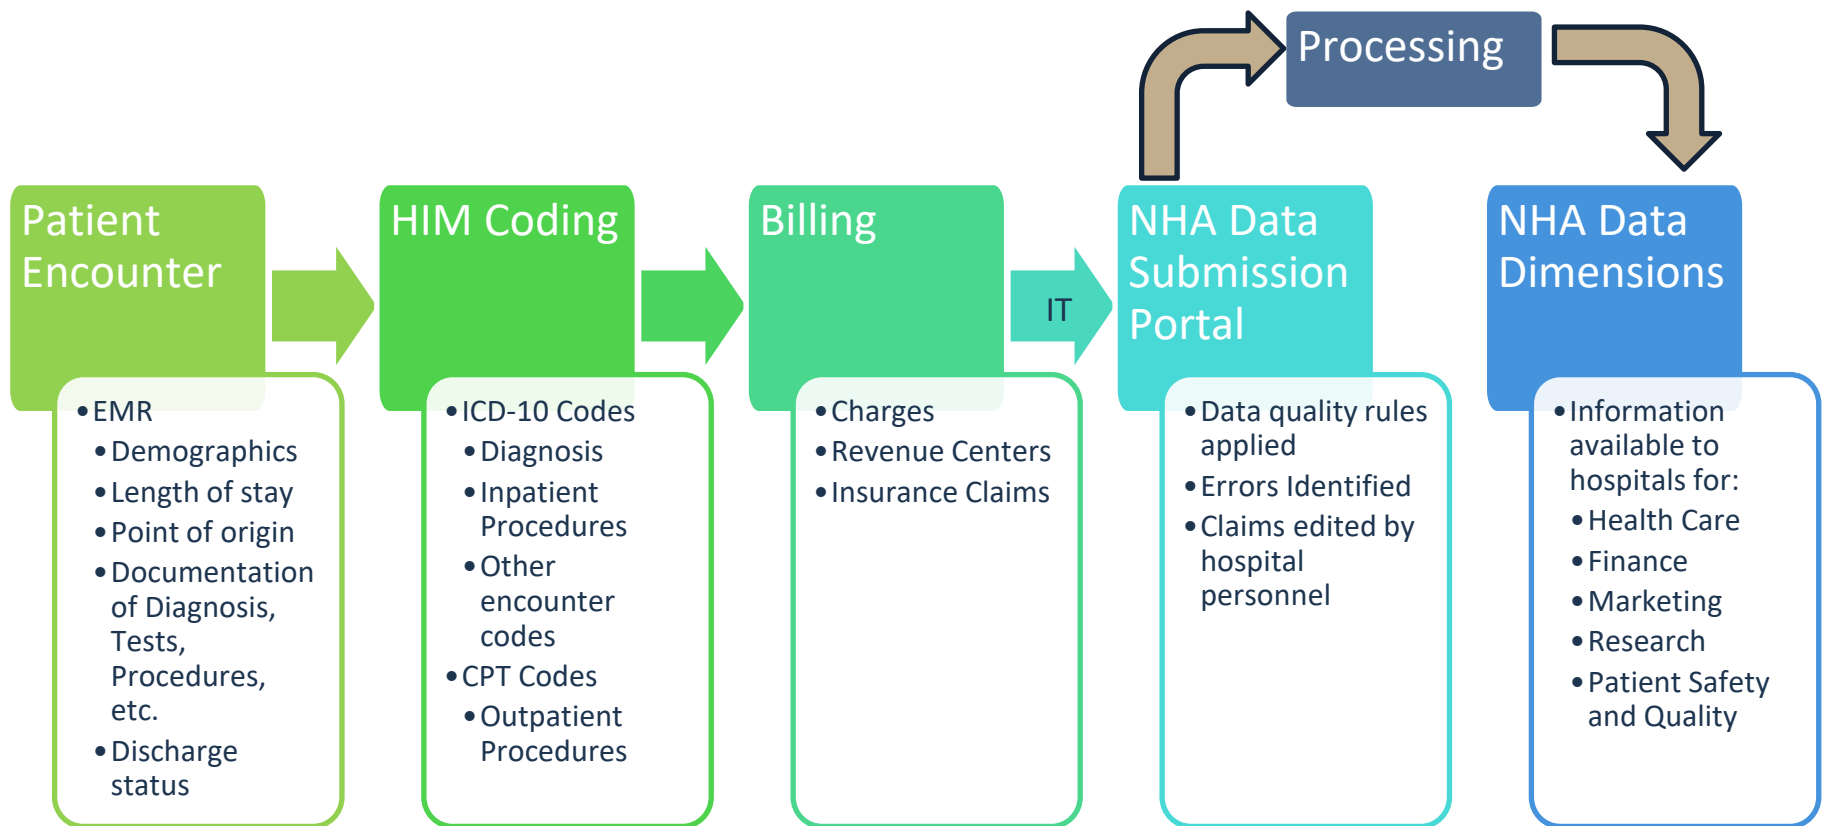 Processing
Patient
Encounter
•EMR
•Demographics
•Length of stay
•Point of origin
•Documentation
of Diagnosis,
Tests,
Procedures,
etc.
•Discharge
status
HIM Coding
•ICD-10 Codes
•Diagnosis
•Inpatient
Procedures
•Other
encounter
codes
•CPT Codes
•Outpatient
Procedures
Billing
•Charges
•Revenue Centers
•Insurance Claims
IT
NHA Data
Submission
Portal
•Data quality rules
applied
•Errors Identified
•Claims edited by
hospital
personnel
NHA Data
Dimensions
•Information
available to
hospitals for:
•Health Care
•Finance
•Marketing
•Research
•Patient Safety
and Quality